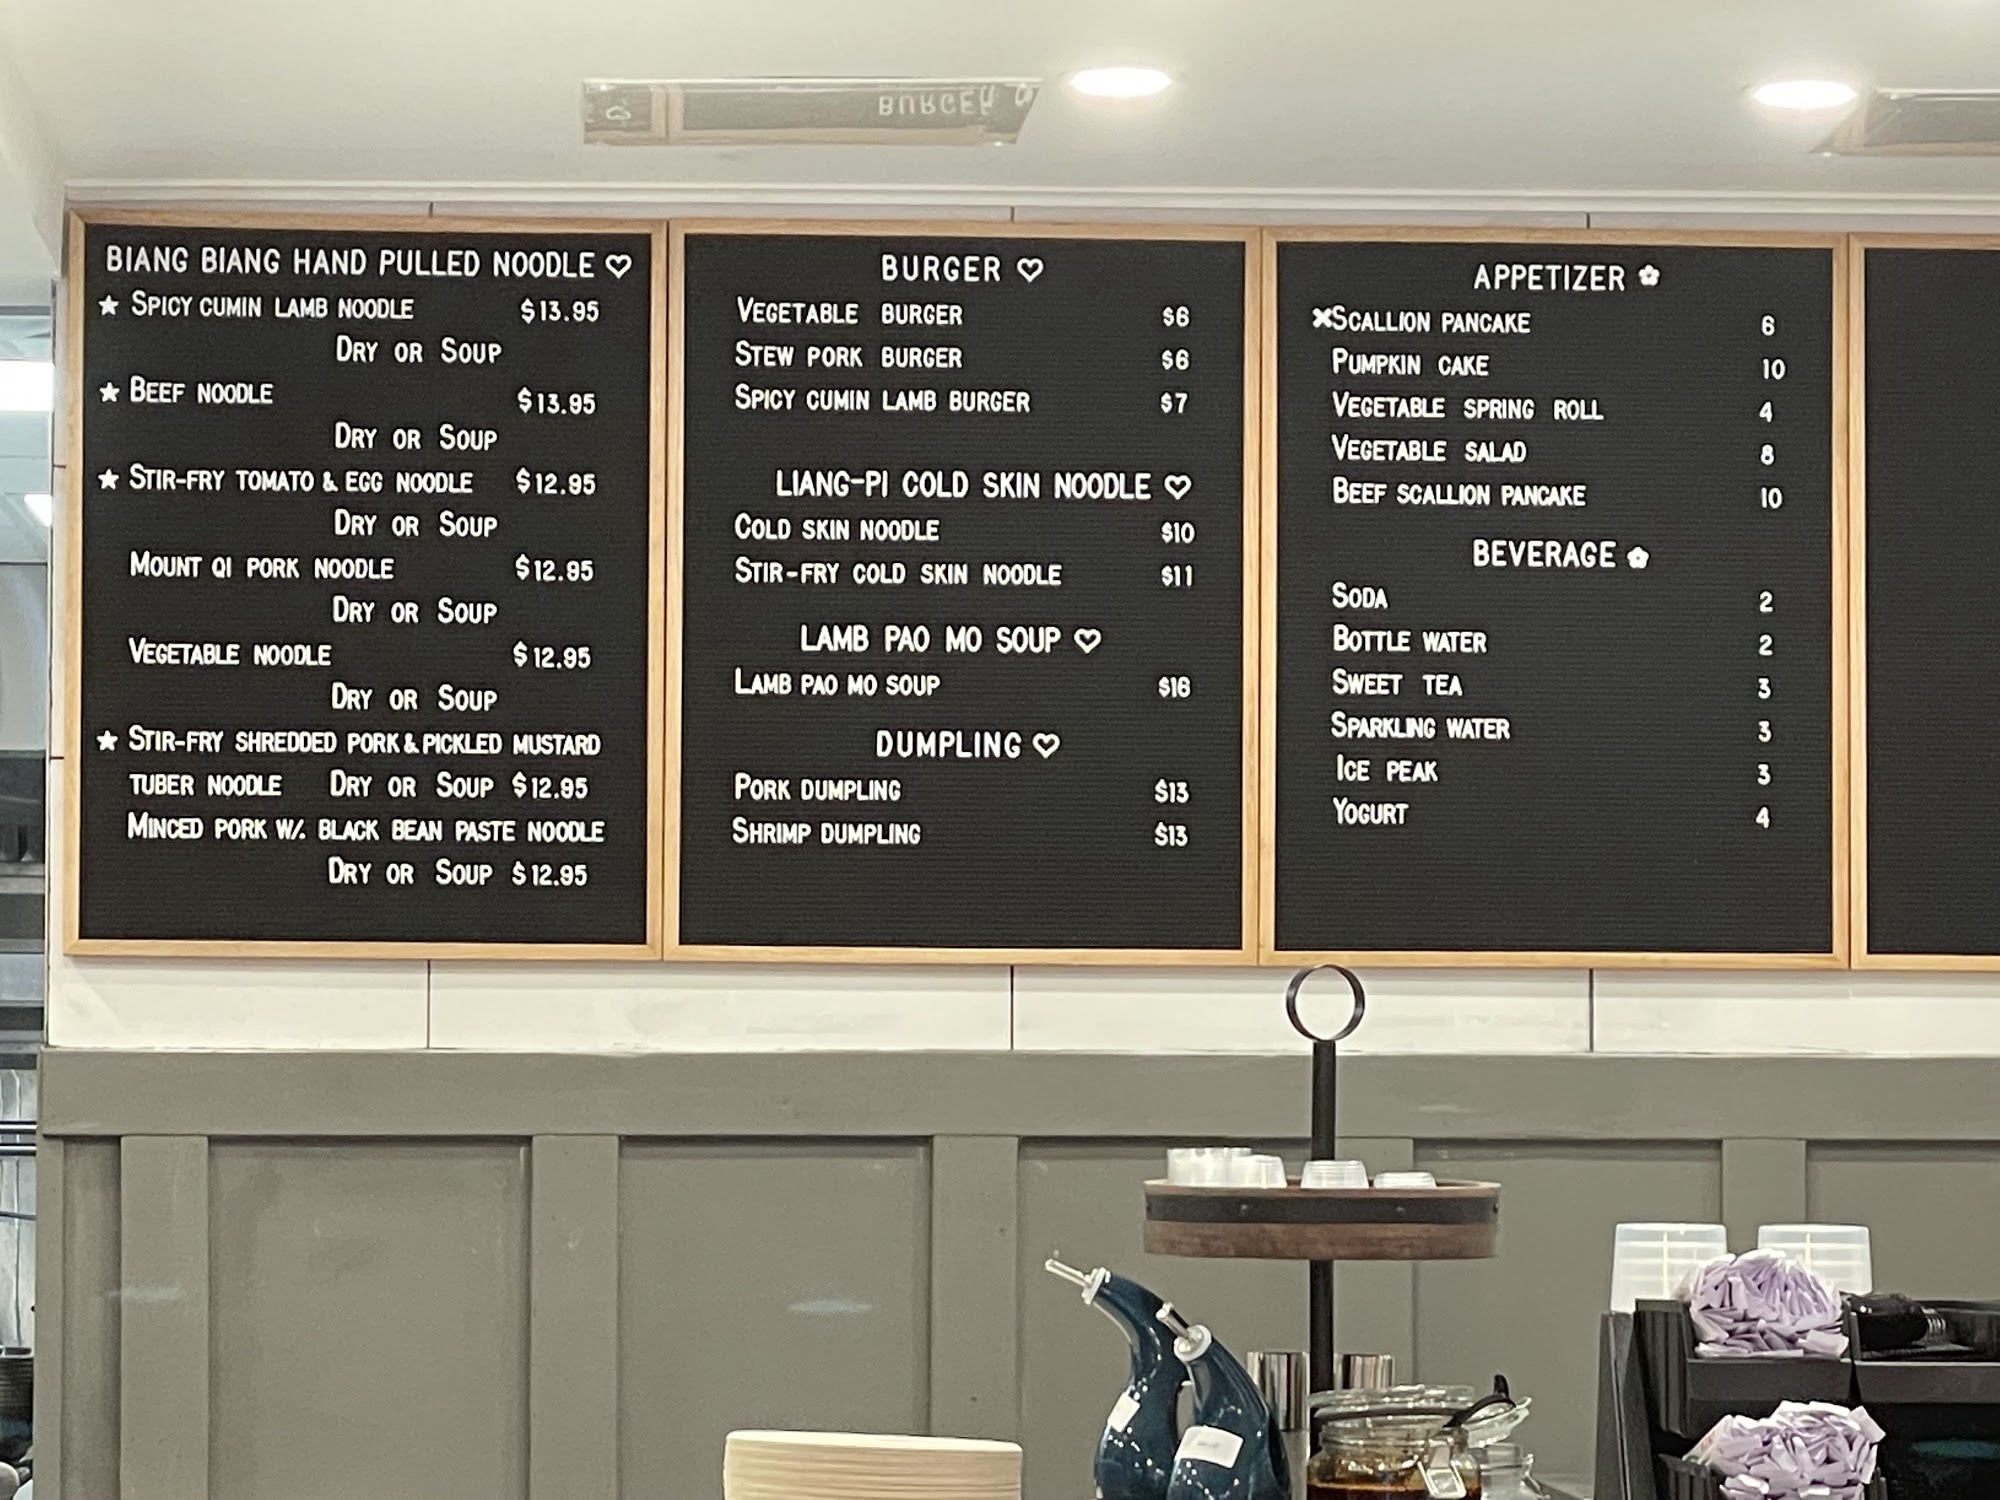 BIANG BIANG HAND PULLED NOODLE ♡
★ SPICY CUMIN LAMB NOODLE $13.95
DRY OR SOUP
★ BEEF NOODLE $13.95
DRY OR SOUP
★ STIR-FRY TOMATO & EGG NOODLE $12.95
DRY OR SOUP
MOUNT QI PORK NOODLE $12.95
DRY OR SOUP
VEGETABLE NOODLE $12.95
DRY OR SOUP
★ STIR-FRY SHREDDED PORK & PICKLED MUSTARD
TUBER NOODLE DRY OR SOUP $12.95
MINCED PORK W/. BLACK BEAN PASTE NOODLE
DRY OR SOUP $12.95
BURGER ♡
VEGETABLE BURGER $6
STEW PORK BURGER $6
SPICY CUMIN LAMB BURGER $7
LIANG-PI COLD SKIN NOODLE ♡
COLD SKIN NOODLE $10
STIR-FRY COLD SKIN NOODLE $11
LAMB PAO MO SOUP ♡
LAMB PAO MO SOUP $16
DUMPLING ♡
PORK DUMPLING $13
SHRIMP DUMPLING $13
APPETIZER ✿
✖SCALLION PANCAKE 6
PUMPKIN CAKE 10
VEGETABLE SPRING ROLL 4
VEGETABLE SALAD 8
BEEF SCALLION PANCAKE 10
BEVERAGE ✿
SODA 2
BOTTLE WATER 2
SWEET TEA 3
SPARKLING WATER 3
ICE PEAK 3
YOGURT 4